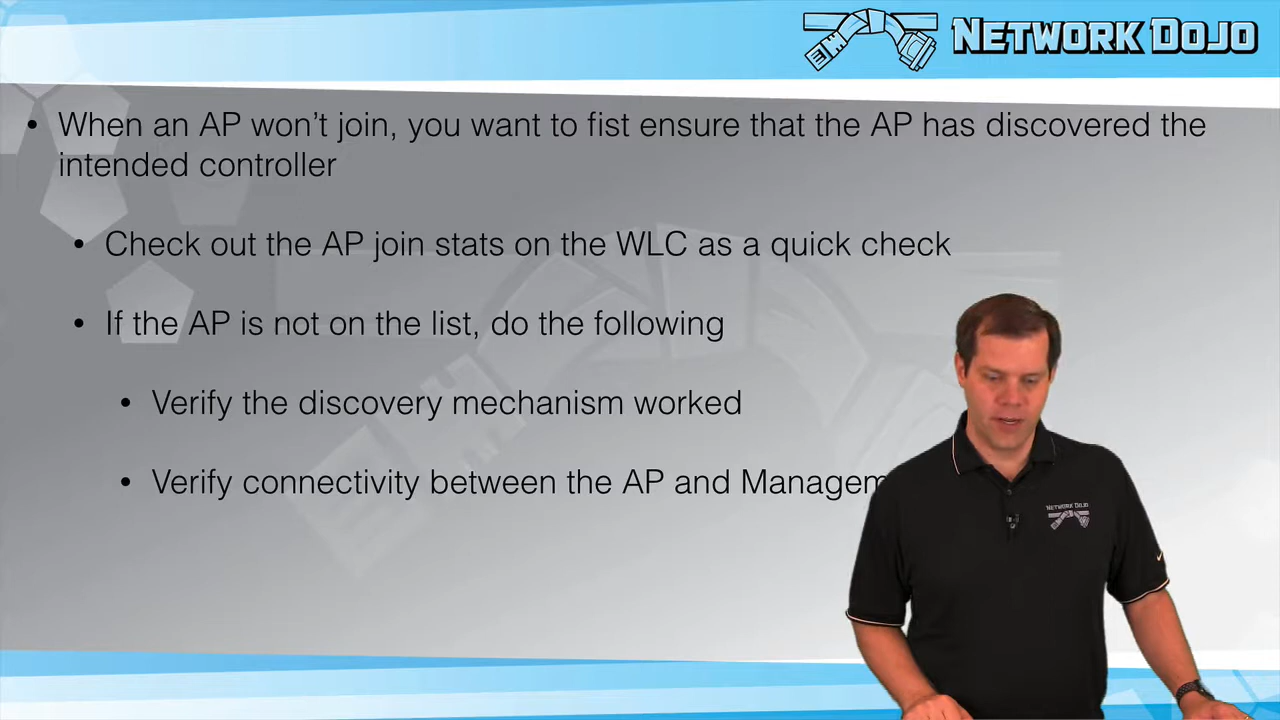 NETWORK DOJO
• When an AP won’t join, you want to fist ensure that the AP has discovered the
intended controller
• Check out the AP join stats on the WLC as a quick check
• If the AP is not on the list, do the following
• Verify the discovery mechanism worked
• Verify connectivity between the AP and
NETWORK DOJO